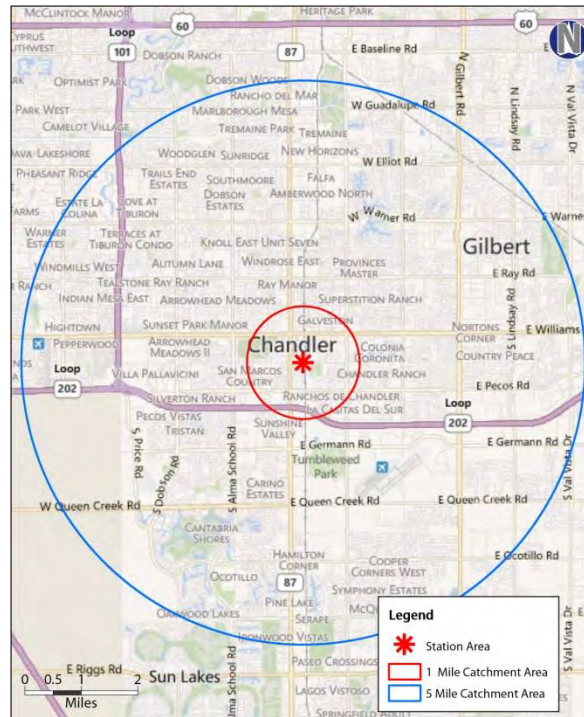 MCCLINTOCK MANOR
HERITAGE PARK
60
60
Loop
101
DOBSON RANCH
87
E Baseline Rd
N
OPTIMIST PARK
DOBSON WOODS
RANCHO DEL MAR
N Gilbert Rd
N Lindsay Rd
N Val Vista Dr
PARK WEST
MARLBOROUGH MESA
W Guadalupe Rd
CAMELOT VILLAGE
TREMAINE PARK
TREMAINE
WOODGLEN
SUNRIDGE
NEW HORIZONS
W Elliot Rd
PHEASANT RIDGE
TRAILS END
ESTATES
SOUTHMOORE
FALFA
DOBSON
ESTATES
AMBERWOOD NORTH
ESTATE LA
COLINA
COVE AT
TIBURON
W Warner Rd
S Warne
WARNER
ESTATES
TERRACES AT
TIBURON CONDO
KNOLL EAST UNIT SEVEN
Gilbert
WINDMILLS WEST
AUTUMN LANE
WINDROSE EAST
PROVINCES
MASTER
E Ray Rd
TEALSTONE RAY RANCH
RAY MANOR
INDIAN MESA EAST
ARROWHEAD MEADOWS
SUPERSTITION RANCH
S Lindsay Rd
HIGHTOWN
SUNSET PARK MANOR
GALVESTON
NORTONS
CORNER
E Williams
PEPPERWOOD
ARROWHEAD
MEADOWS II
Chandler
COLONIA
CORONITA
COUNTRY PEACE
Loop
202
VILLA PALLAVICINI
SAN MARCOS
COUNTRY
CHANDLER RANCH
E Pecos Rd
SILVERTON RANCH
RANCHOS DE CHANDLER
LA CASITAS DEL SUR
Loop
202
PECOS VISTAS
TRISTAN
SUNSHINE
VALLEY
E Germann Rd
E Germann Rd
S Price Rd
S Dobson Rd
S Alma School Rd
Tumbleweed
Park
S Val Vista Dr
CARINO
ESTATES
W Queen Creek Rd
E Queen Creek Rd
E Queen Creek Rd
CANTABRIA
SHORES
HAMILTON
CORNER
COOPER
CORNERS WEST
E Ocotillo Rd
OCOTILLO
87
SYMPHONY ESTATES
PINE LAKE
OAKWOOD LAKES
SERAPE
IRONWOOD VISTAS
E Riggs Rd
PASEO CROSSINGS
Sun Lakes
LAGOS VISTOSO
S Val Vista Dr
Legend
Station Area
1 Mile Catchment Area
5 Mile Catchment Area
0 0.5 1 2
Miles